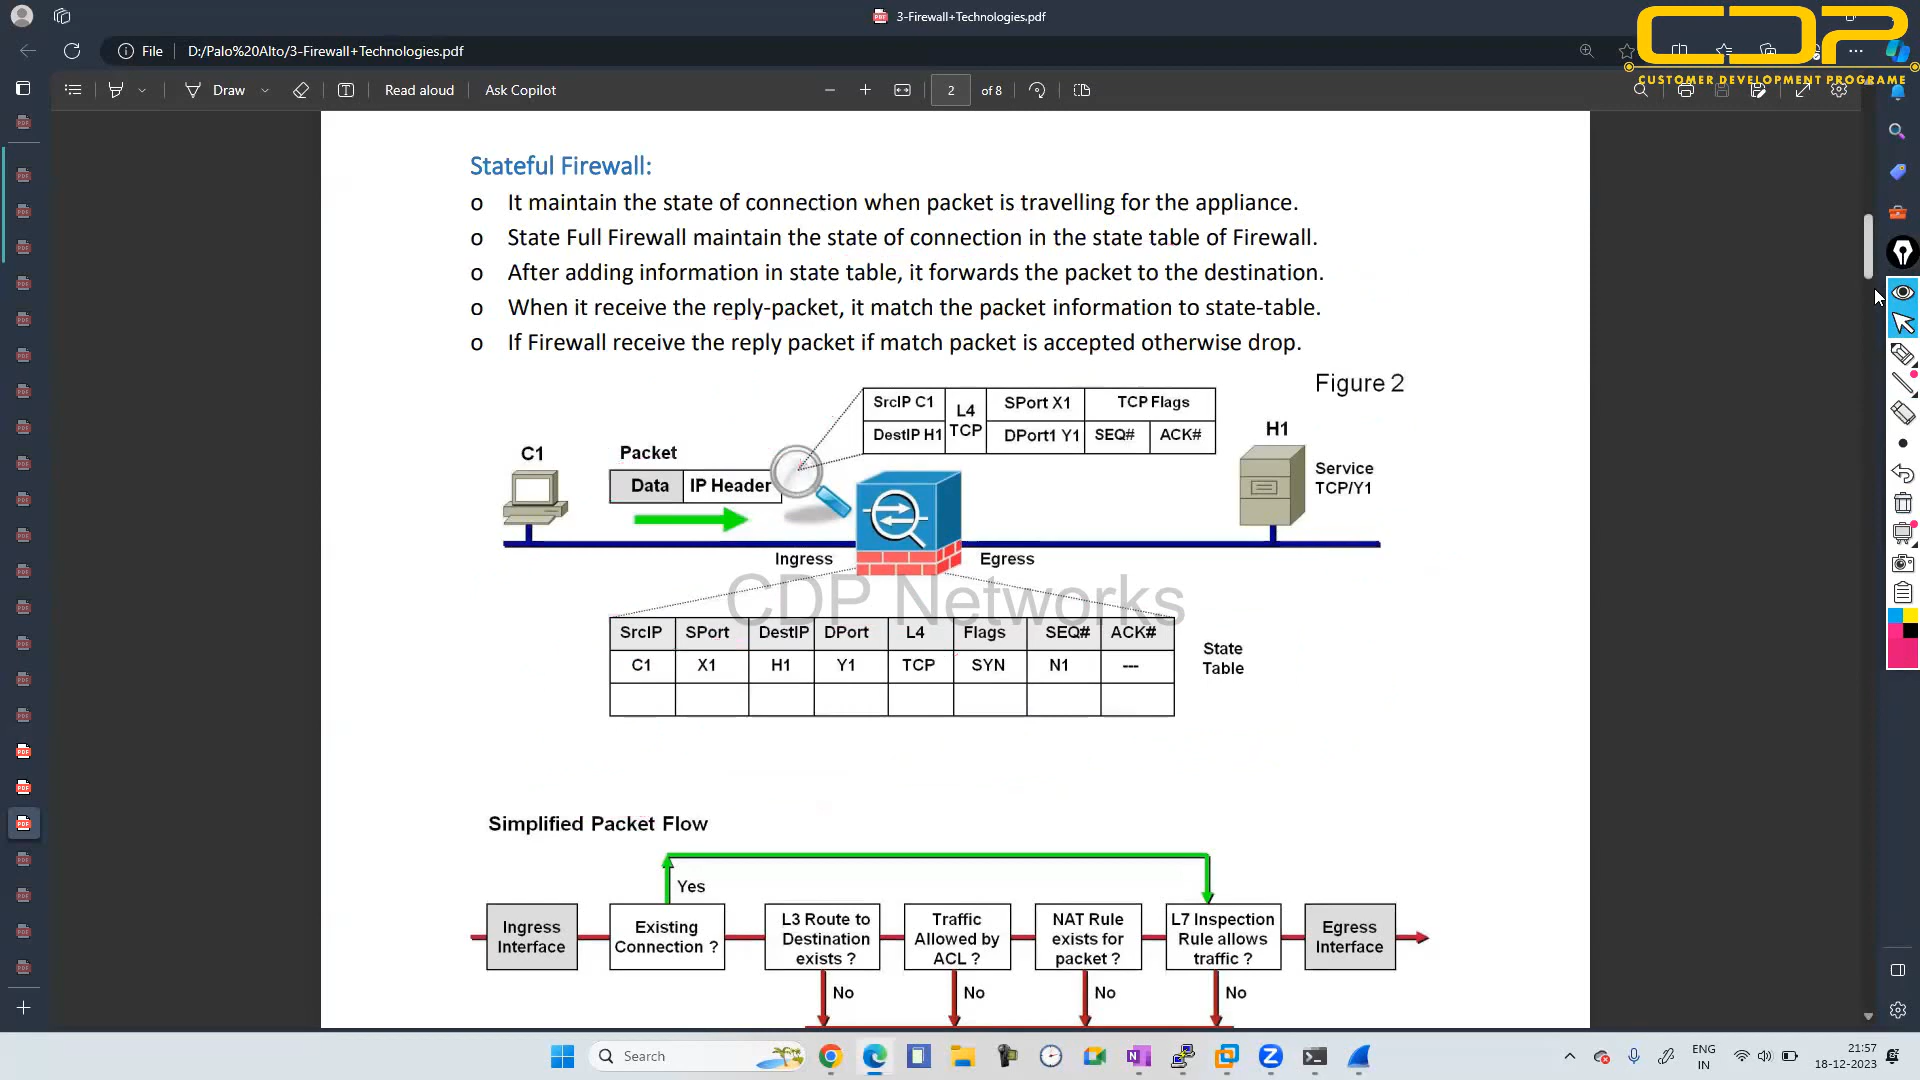 3-Firewall+Technologies.pdf
File
D:/Palo%20Alto/3-Firewall+Technologies.pdf
CDP
CUSTOMER DEVELOPMENT PROGRAME
Draw
Read aloud
Ask Copilot
2
of 8
Stateful Firewall:
o It maintain the state of connection when packet is travelling for the appliance.
o State Full Firewall maintain the state of connection in the state table of Firewall.
o After adding information in state table, it forwards the packet to the destination.
o When it receive the reply-packet, it match the packet information to state-table.
o If Firewall receive the reply packet if match packet is accepted otherwise drop.
Figure 2
SrcIP C1
L4
TCP
SPort X1
TCP Flags
DestIP H1
DPort1 Y1
SEQ#
ACK#
C1
Packet
Data
IP Header
H1
Service
TCP/Y1
Ingress
Egress
CDP Networks
SrcIP SPort DestIP DPort L4 Flags SEQ# ACK#
C1 X1 H1 Y1 TCP SYN N1 ---
State
Table
Simplified Packet Flow
Yes
Ingress
Interface
Existing
Connection ?
L3 Route to
Destination
exists ?
Traffic
Allowed by
ACL ?
NAT Rule
exists for
packet ?
L7 Inspection
Rule allows
traffic ?
Egress
Interface
No
No
No
No
Search
ENG
IN
21:57
18-12-2023